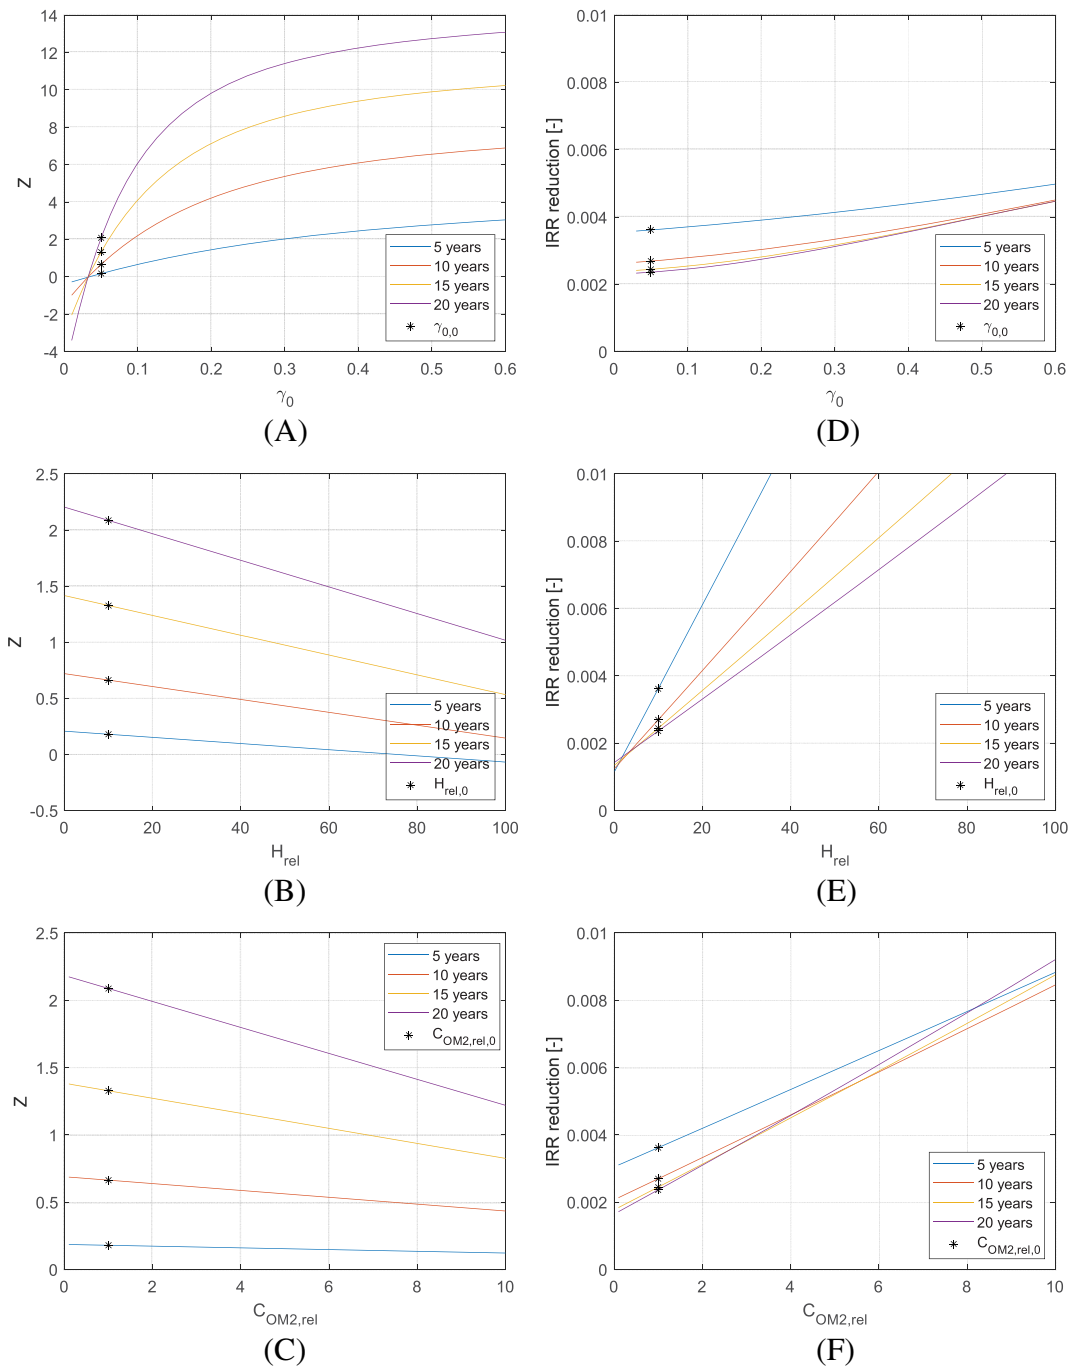 14
12
10
8
6
4
2
0
-2
-4
Z
0 0.1 0.2 0.3 0.4 0.5 0.6
γ0
5 years
10 years
15 years
20 years
γ0,0
(A)
0.01
0.008
0.006
0.004
0.002
0
IRR reduction [-]
0 0.1 0.2 0.3 0.4 0.5 0.6
γ0
5 years
10 years
15 years
20 years
γ0,0
(D)
2.5
2
1.5
1
0.5
0
-0.5
Z
0 20 40 60 80 100
Hrel
5 years
10 years
15 years
20 years
Hrel,0
(B)
0.01
0.008
0.006
0.004
0.002
0
IRR reduction [-]
0 20 40 60 80 100
Hrel
5 years
10 years
15 years
20 years
Hrel,0
(E)
2.5
2
1.5
1
0.5
0
Z
0 2 4 6 8 10
COM2,rel
5 years
10 years
15 years
20 years
COM2,rel,0
(C)
0.01
0.008
0.006
0.004
0.002
0
IRR reduction [-]
0 2 4 6 8 10
COM2,rel
5 years
10 years
15 years
20 years
COM2,rel,0
(F)